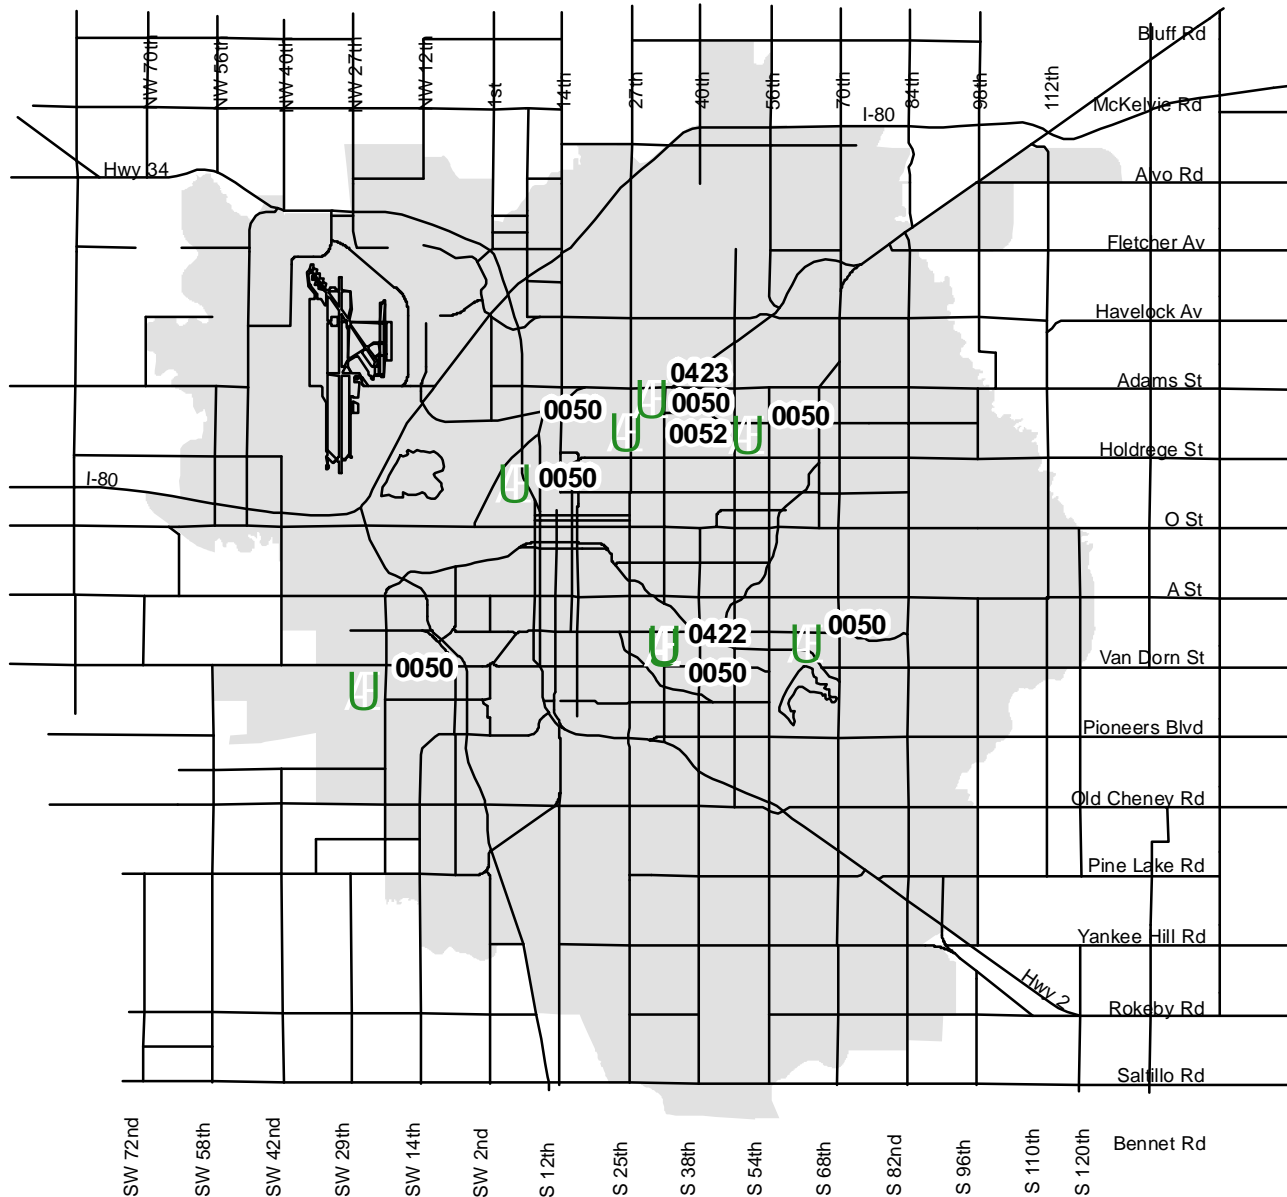 Bluff Rd
NW 70th
NW 56th
NW 40th
NW 27th
NW 12th
1st
14th
27th
40th
56th
70th
84th
98th
112th
McKelvie Rd
I-80
Hwy 34
Alvo Rd
Fletcher Av
Havelock Av
0423
Adams St
0050
0050
0050
0052
Holdrege St
I-80
0050
O St
A St
0050
0422
Van Dorn St
0050
0050
Pioneers Blvd
Old Cheney Rd
Pine Lake Rd
Yankee Hill Rd
Hwy 2
Rokeby Rd
Saltillo Rd
Bennet Rd
SW 72nd
SW 58th
SW 42nd
SW 29th
SW 14th
SW 2nd
S 12th
S 25th
S 38th
S 54th
S 68th
S 82nd
S 96th
S 110th
S 120th